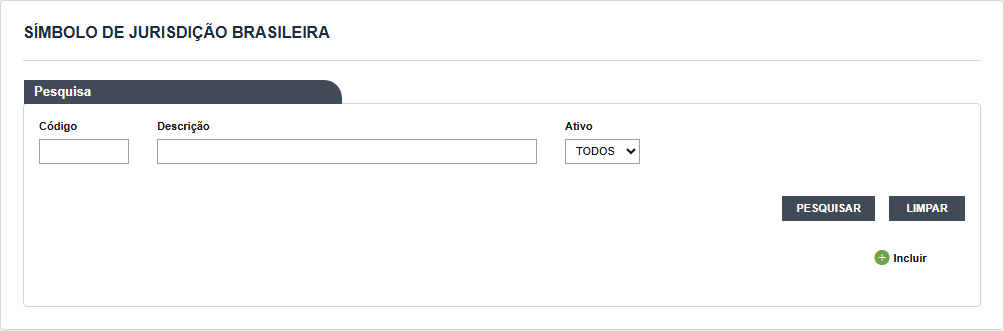 SÍMBOLO DE JURISDIÇÃO BRASILEIRA
Pesquisa
Código Descrição Ativo
TODOS
PESQUISAR LIMPAR
Incluir